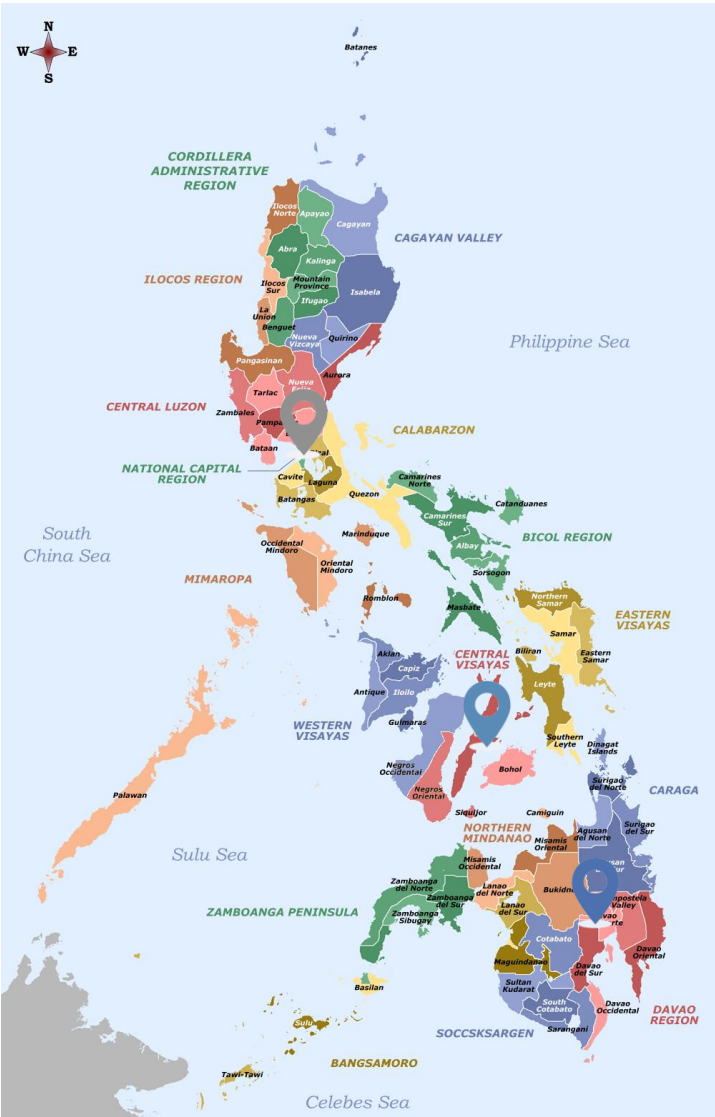 N
W E
S
Batanes
CORDILLERA
ADMINISTRATIVE
REGION
Ilocos
Norte
Apayao
Cagayan
CAGAYAN VALLEY
Abra
Kalinga
ILOCOS REGION
Ilocos
Sur
Mountain
Province
Ifugao
Isabela
La
Union
Benguet
Nueva
Vizcaya
Quirino
Philippine Sea
Pangasinan
Aurora
Nueva
Tarlac
CENTRAL LUZON
Zambales
CALABARZON
Bataan
NATIONAL CAPITAL
REGION
Cavite
Laguna
Batangas
Quezon
Camarines
Norte
Camarines
Sur
Catanduanes
BICOL REGION
Albay
Sorsogon
South
China Sea
Occidental
Mindoro
Oriental
Mindoro
Marinduque
MIMAROPA
Romblon
Masbate
Northern
Samar
EASTERN
VISAYAS
Samar
Eastern
Samar
Biliran
Leyte
Southern
Leyte
CENTRAL
VISAYAS
Aklan
Capiz
Antique
Iloilo
Guimaras
WESTERN
VISAYAS
Negros
Occidental
Negros
Oriental
Bohol
Siquijor
Palawan
Sulu Sea
Dinagat
Islands
Surigao
del Norte
CARAGA
Camiguin
NORTHERN
MINDANAO
Agusan
del Norte
Surigao
del Sur
Misamis
Oriental
Misamis
Occidental
Zamboanga
del Norte
Lanao
del Norte
Zamboanga
del Sur
Lanao
del Sur
ZAMBOANGA PENINSULA
Zamboanga
Sibugay
Valley
Cotabato
Maguindanao
Davao
del Sur
Davao
Oriental
Sultan
Kudarat
South
Cotabato
Sarangani
Davao
Occidental
DAVAO
REGION
SOCCSKSARGEN
Basilan
Sulu
BANGSAMORO
Tawi-Tawi
Celebes Sea